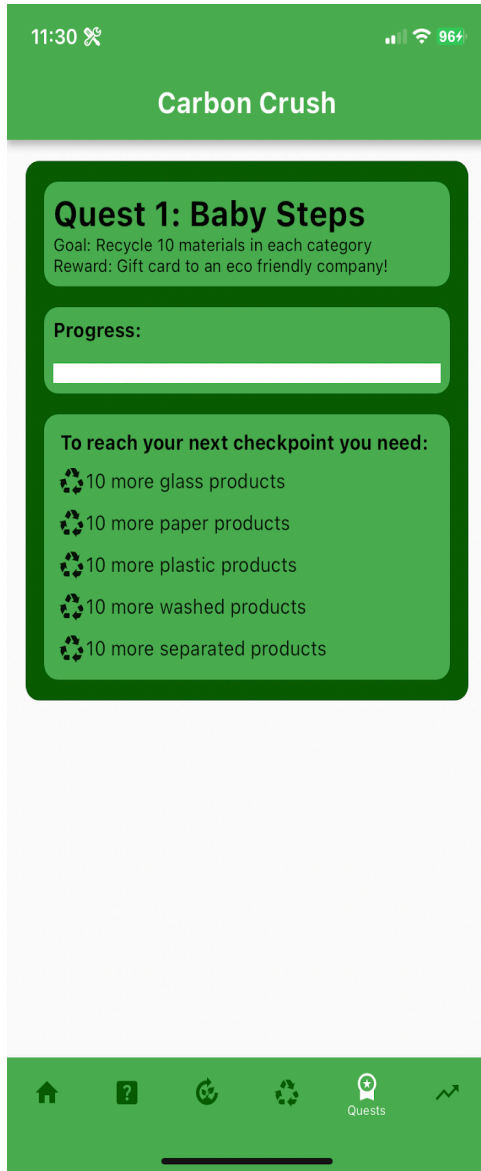 11:30
96
Carbon Crush
Quest 1: Baby Steps
Goal: Recycle 10 materials in each category
Reward: Gift card to an eco friendly company!
Progress:
To reach your next checkpoint you need:
10 more glass products
10 more paper products
10 more plastic products
10 more washed products
10 more separated products
Quests